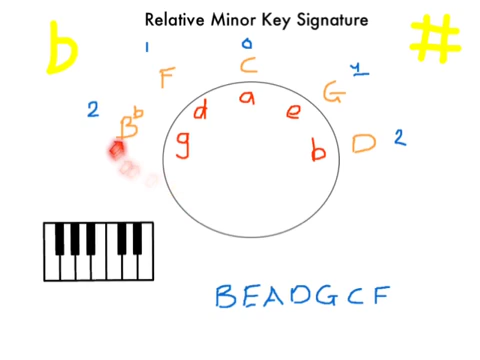 Relative Minor Key Signature
b #
1 0 1
F C G
2 B♭ d a e D 2
g b
BEADGCF